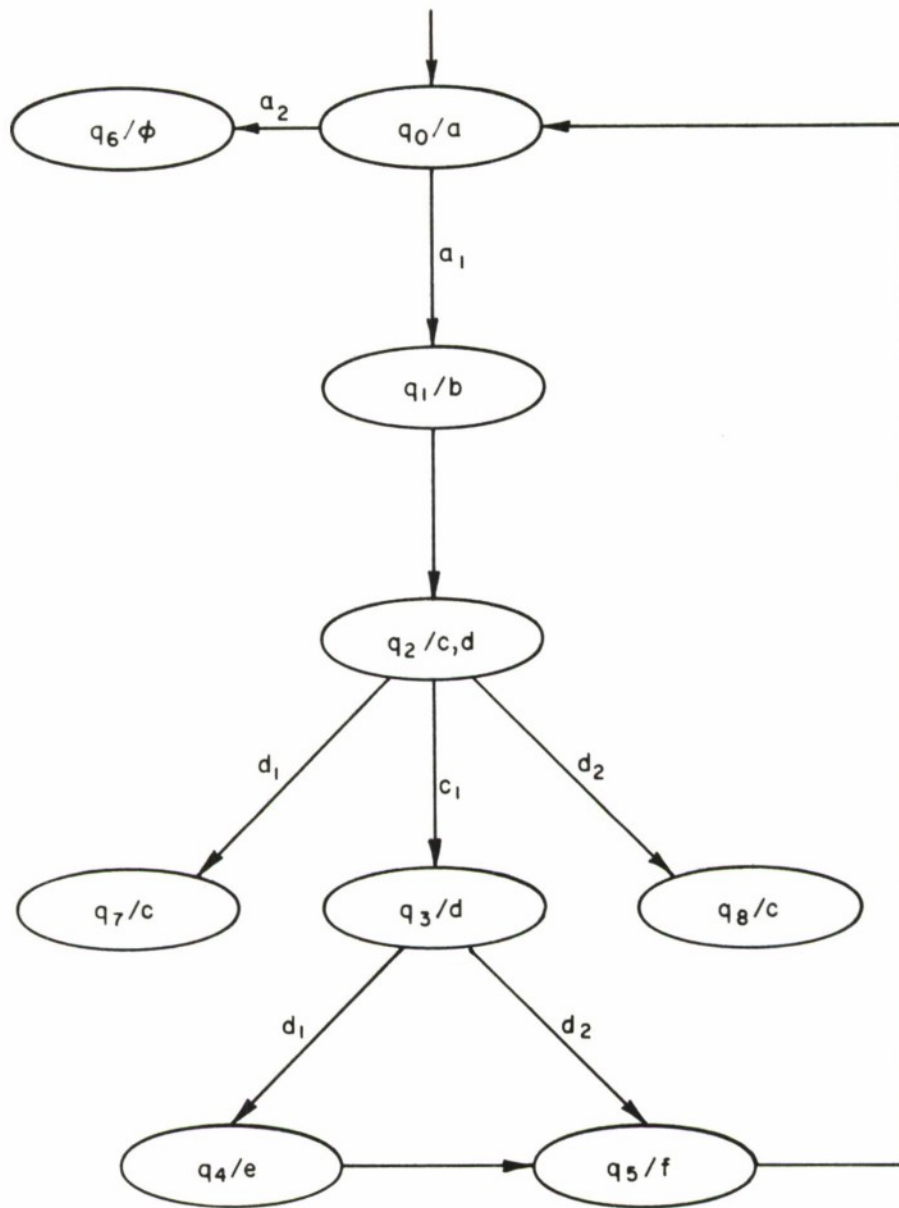 a₂
q₆/ϕ
q₀/a
a₁
q₁/b
q₂/c,d
d₁
c₁
d₂
q₇/c
q₃/d
q₈/c
d₁
d₂
q₄/e
q₅/f